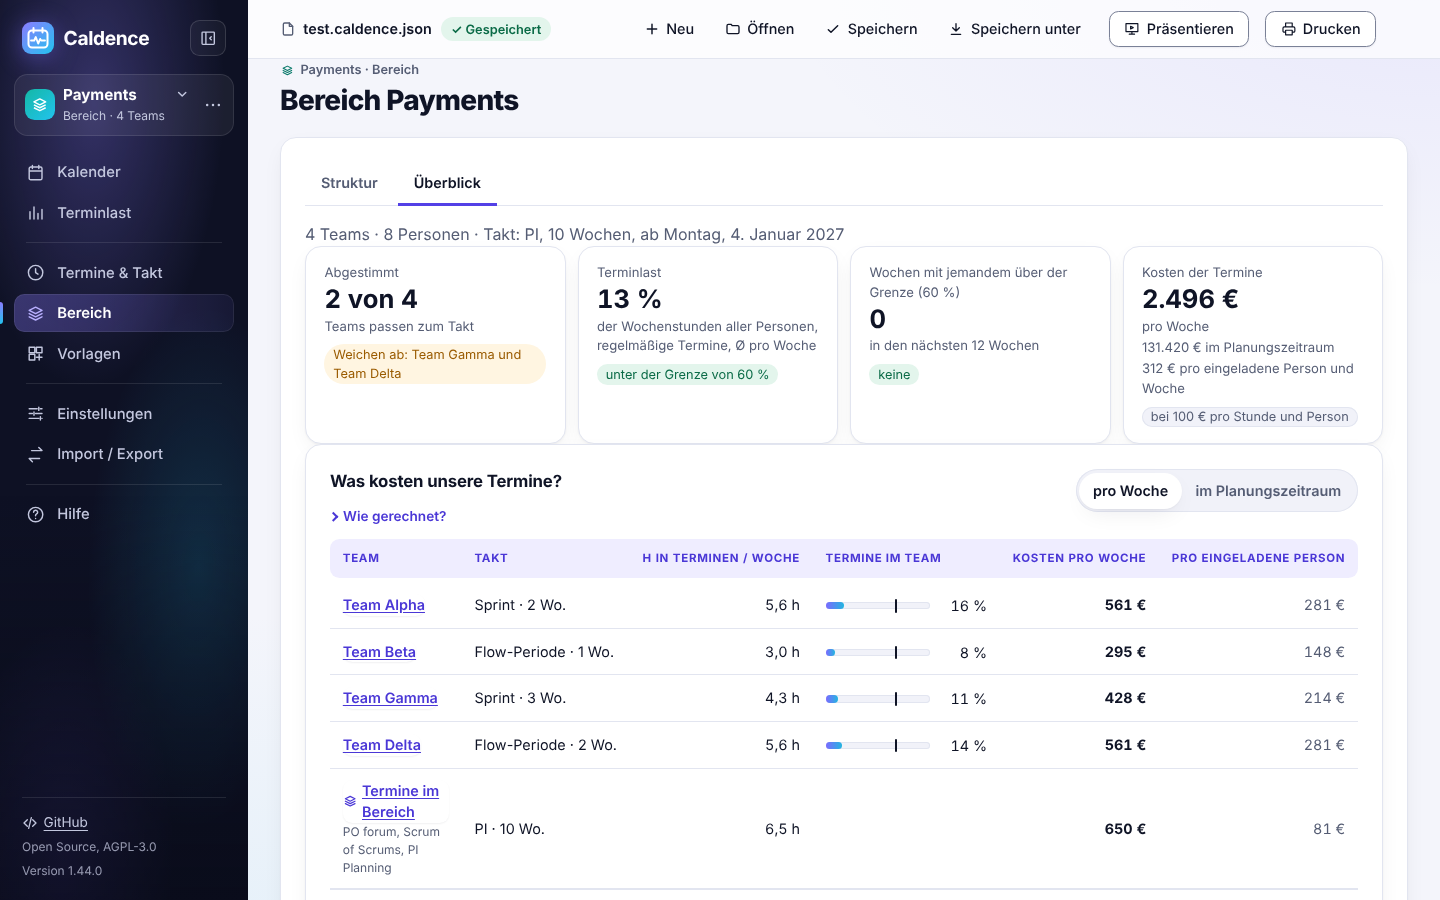 Caldence
test.caldence.json
Gespeichert
Neu
Öffnen
Speichern
Speichern unter
Präsentieren
Drucken
Payments
Bereich · 4 Teams
Kalender
Terminlast
Termine & Takt
Bereich
Vorlagen
Einstellungen
Import / Export
Hilfe
GitHub
Open Source, AGPL-3.0
Version 1.44.0
Payments · Bereich
Bereich Payments
Struktur
Überblick
4 Teams · 8 Personen · Takt: PI, 10 Wochen, ab Montag, 4. Januar 2027
Abgestimmt
2 von 4
Teams passen zum Takt
Weichen ab: Team Gamma und
Team Delta
Terminlast
13 %
der Wochenstunden aller Personen,
regelmäßige Termine, Ø pro Woche
unter der Grenze von 60 %
Wochen mit jemandem über der
Grenze (60 %)
0
in den nächsten 12 Wochen
keine
Kosten der Termine
2.496 €
pro Woche
131.420 € im Planungszeitraum
312 € pro eingeladene Person und
Woche
bei 100 € pro Stunde und Person
Was kosten unsere Termine?
pro Woche
im Planungszeitraum
Wie gerechnet?
TEAM TAKT H IN TERMINEN / WOCHE TERMINE IM TEAM KOSTEN PRO WOCHE PRO EINGELADENE PERSON
Team Alpha Sprint · 2 Wo. 5,6 h 16 % 561 € 281 €
Team Beta Flow-Periode · 1 Wo. 3,0 h 8 % 295 € 148 €
Team Gamma Sprint · 3 Wo. 4,3 h 11 % 428 € 214 €
Team Delta Flow-Periode · 2 Wo. 5,6 h 14 % 561 € 281 €
Termine im
Bereich
PO forum, Scrum
of Scrums, PI
Planning
PI · 10 Wo. 6,5 h 650 € 81 €